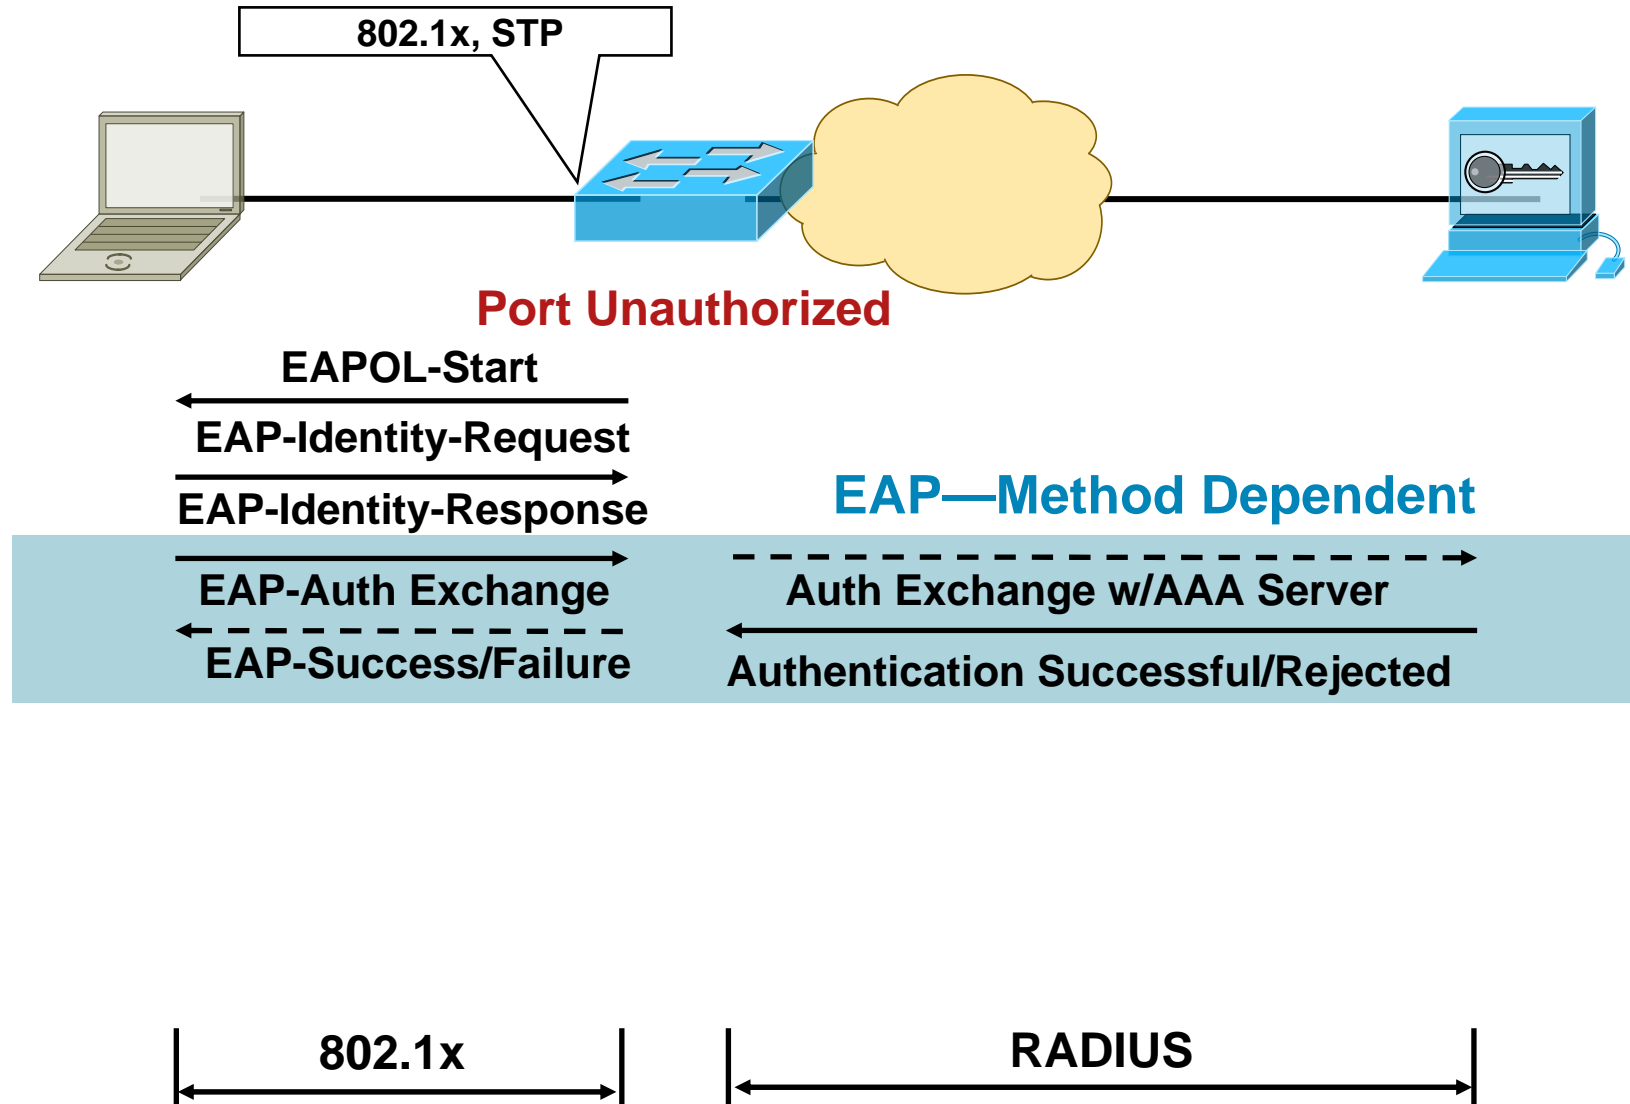 802.1x, STP
Port Unauthorized
EAPOL-Start
EAP-Identity-Request
EAP-Identity-Response
EAP—Method Dependent
EAP-Auth Exchange
Auth Exchange w/AAA Server
EAP-Success/Failure
Authentication Successful/Rejected
802.1x
RADIUS